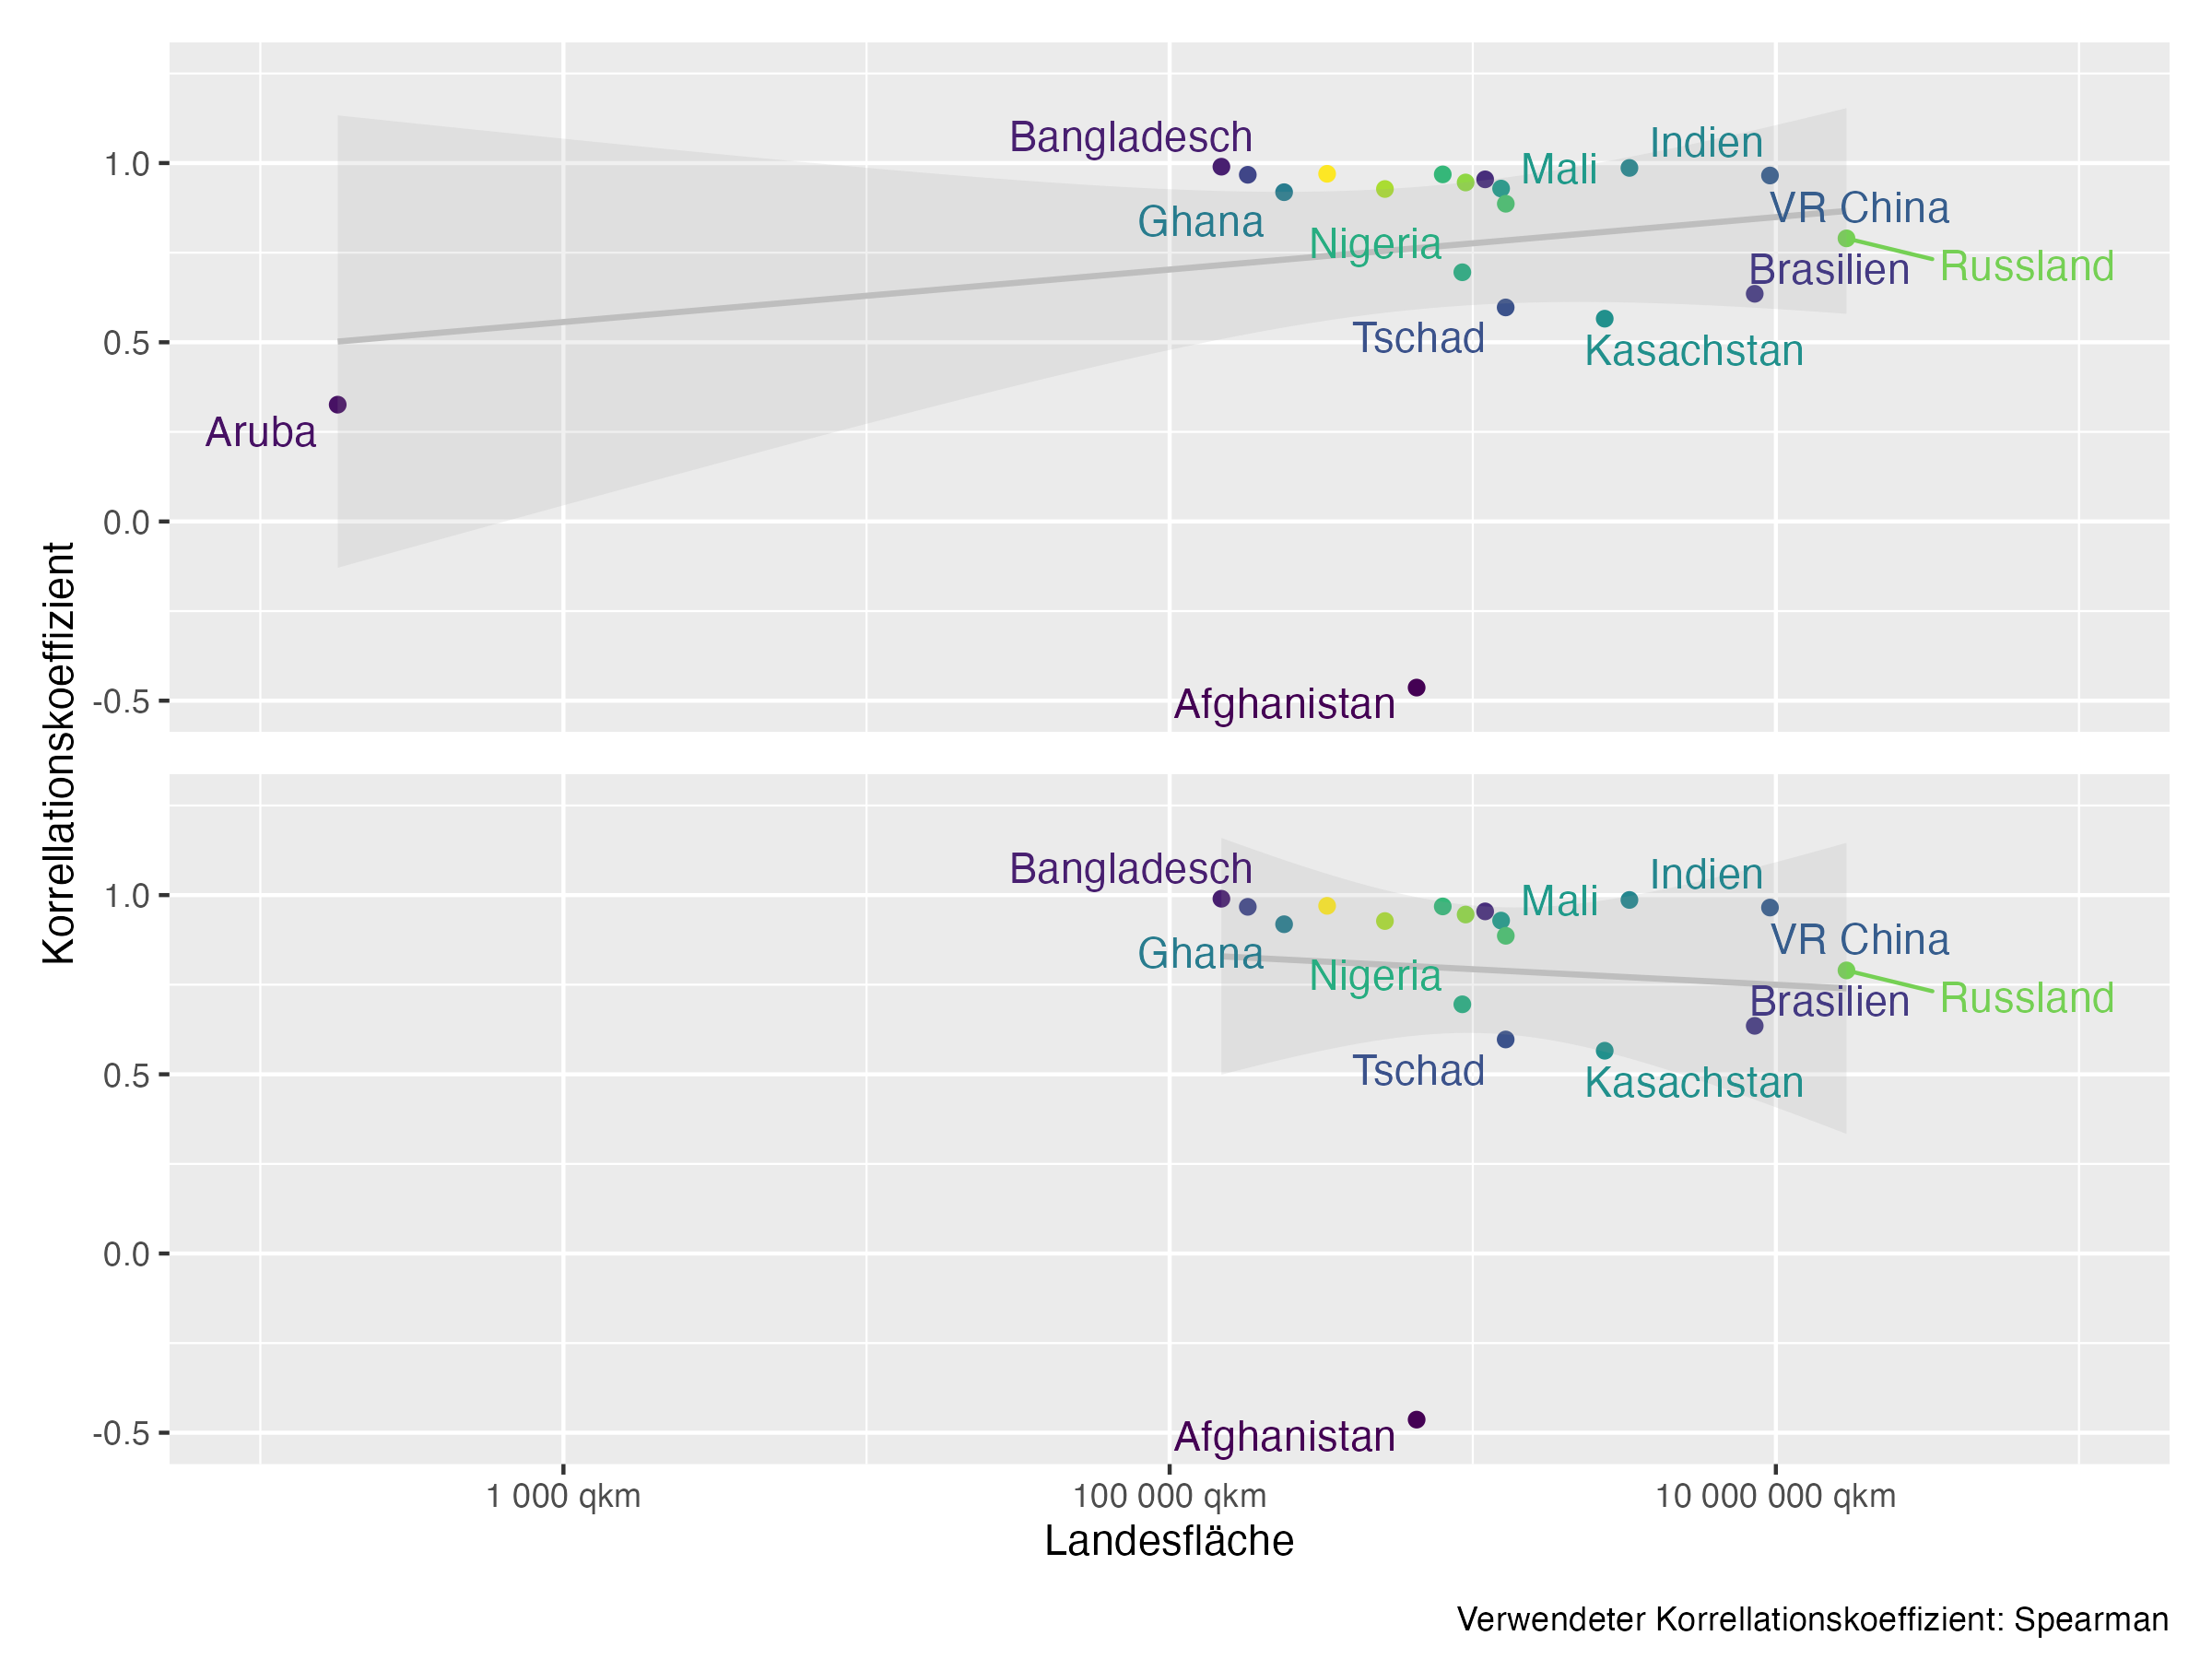 Korrellationskoeffizient
1.0
0.5
0.0
-0.5
Bangladesch
Indien
Mali
Ghana
VR China
Nigeria
Brasilien
Russland
Tschad
Kasachstan
Aruba
Afghanistan
1.0
0.5
0.0
-0.5
Bangladesch
Indien
Mali
Ghana
VR China
Nigeria
Brasilien
Russland
Tschad
Kasachstan
Afghanistan
1 000 qkm
100 000 qkm
10 000 000 qkm
Landesfläche
Verwendeter Korrellationskoeffizient: Spearman